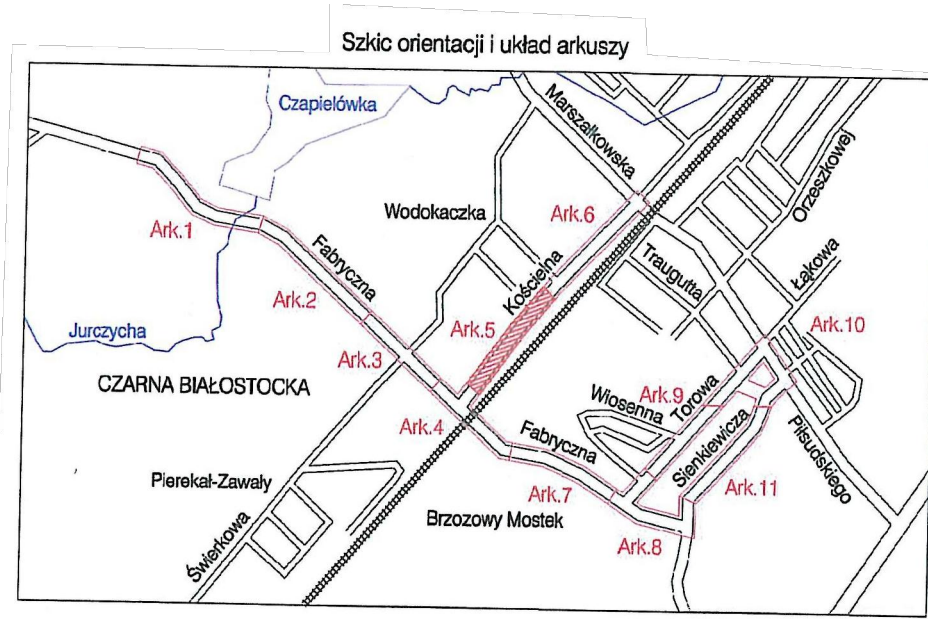 Szkic orientacji i układ arkuszy
Czapielówka
Marszałkowska
Orzeszkowej
Wodokaczka
Ark.6
Ark.1
Fabryczna
Kościelna
Traugutta
Łąkowa
Ark.2
Jurczycha
Ark.5
Ark.10
Ark.3
CZARNA BIAŁOSTOCKA
Wiosenna
Ark.9
Torowa
Ark.4
Fabryczna
Sienkiewicza
Piłsudskiego
Pierekał-Zawały
Ark.7
Ark.11
Brzozowy Mostek
Świerkowa
Ark.8